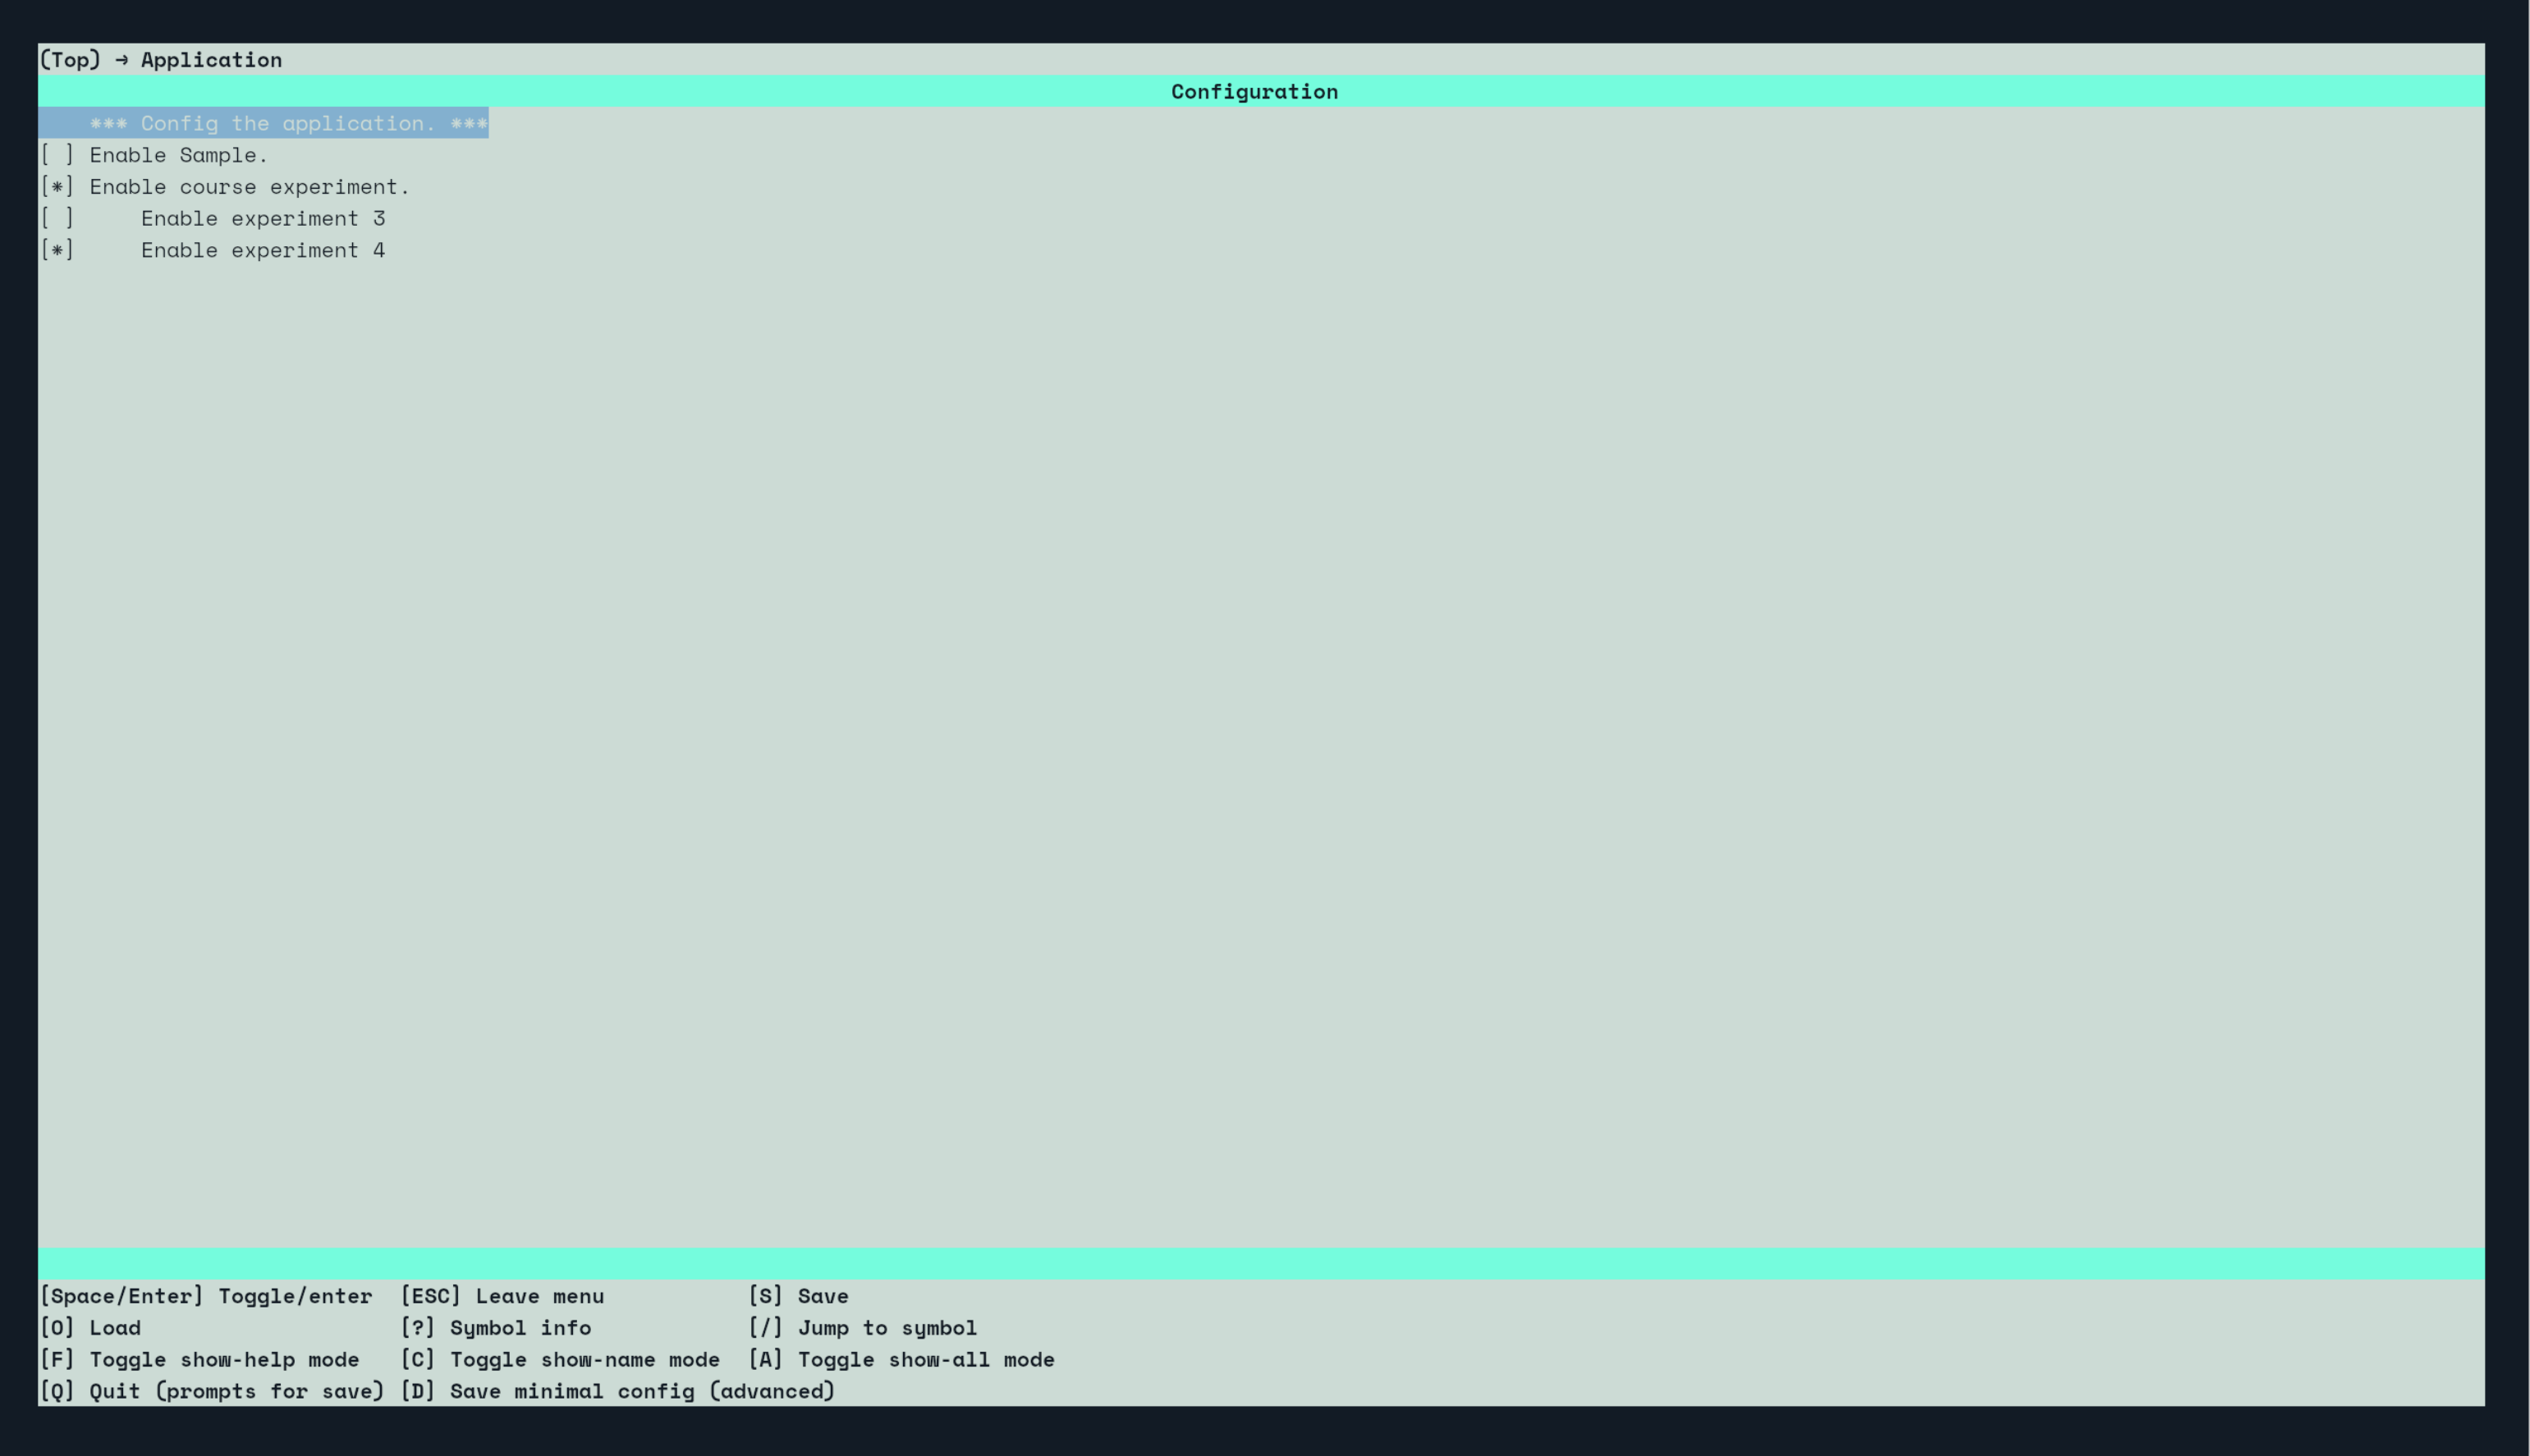 (Top) → Application
Configuration
*** Config the application. ***
[ ] Enable Sample.
[*] Enable course experiment.
[ ]     Enable experiment 3
[*]     Enable experiment 4
[Space/Enter] Toggle/enter  [ESC] Leave menu           [S] Save
[O] Load                    [?] Symbol info            [/] Jump to symbol
[F] Toggle show-help mode   [C] Toggle show-name mode  [A] Toggle show-all mode
[Q] Quit (prompts for save) [D] Save minimal config (advanced)